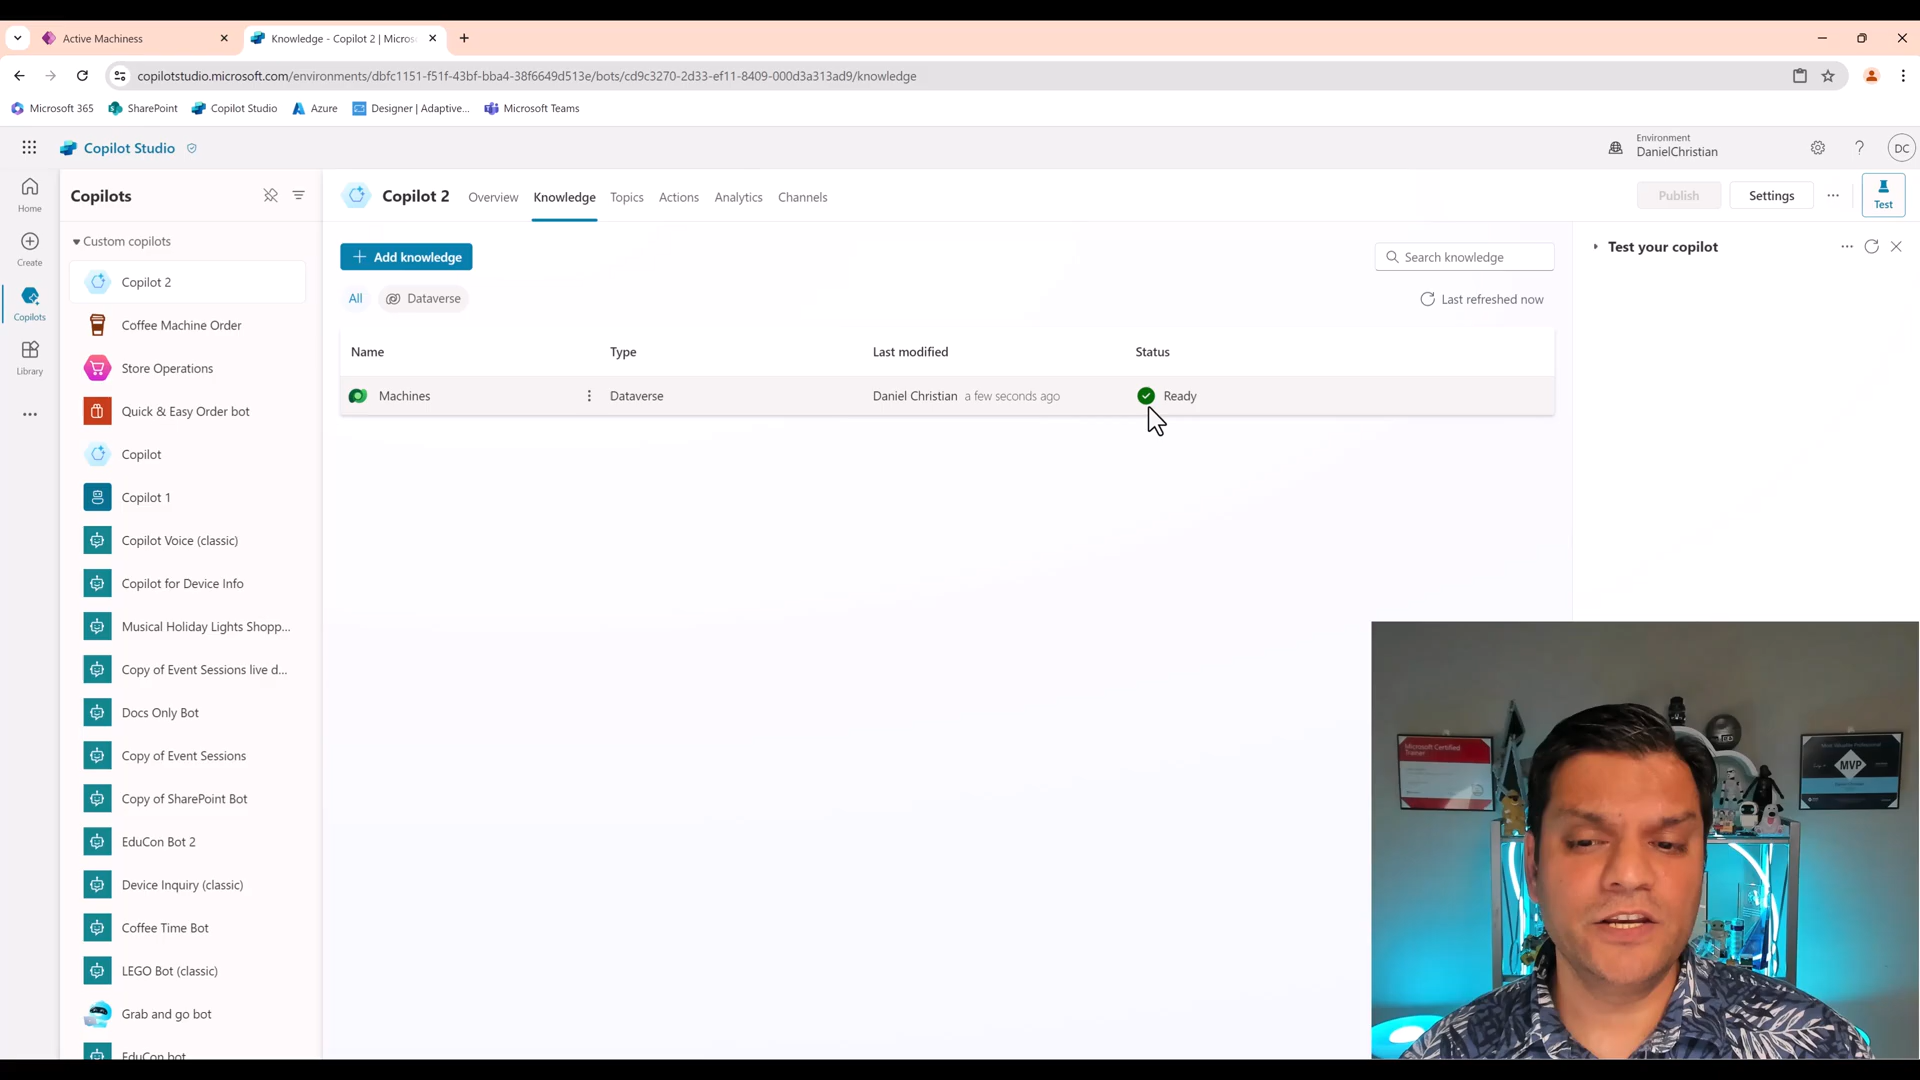 Active Machiness
Knowledge - Copilot 2 | Micros
copilotstudio.microsoft.com/environments/dbfc1151-f51f-43bf-bba4-38f6649d513e/bots/cd9c3270-2d33-ef11-8409-000d3a313ad9/knowledge
Microsoft 365 SharePoint Copilot Studio Azure Designer | Adaptive... Microsoft Teams
Copilot Studio
Environment
DanielChristian
DC
Home
Create
Copilots
Library
Copilots
Custom copilots
Copilot 2
Coffee Machine Order
Store Operations
Quick & Easy Order bot
Copilot
Copilot 1
Copilot Voice (classic)
Copilot for Device Info
Musical Holiday Lights Shopp...
Copy of Event Sessions live d...
Docs Only Bot
Copy of Event Sessions
Copy of SharePoint Bot
EduCon Bot 2
Device Inquiry (classic)
Coffee Time Bot
LEGO Bot (classic)
Grab and go bot
EduCon bot
Copilot 2 Overview Knowledge Topics Actions Analytics Channels
Publish Settings Test
Add knowledge
Search knowledge
All Dataverse
Last refreshed now
Name Type Last modified Status
Machines Dataverse Daniel Christian a few seconds ago Ready
Test your copilot
Microsoft Certified
Trainer
MVP